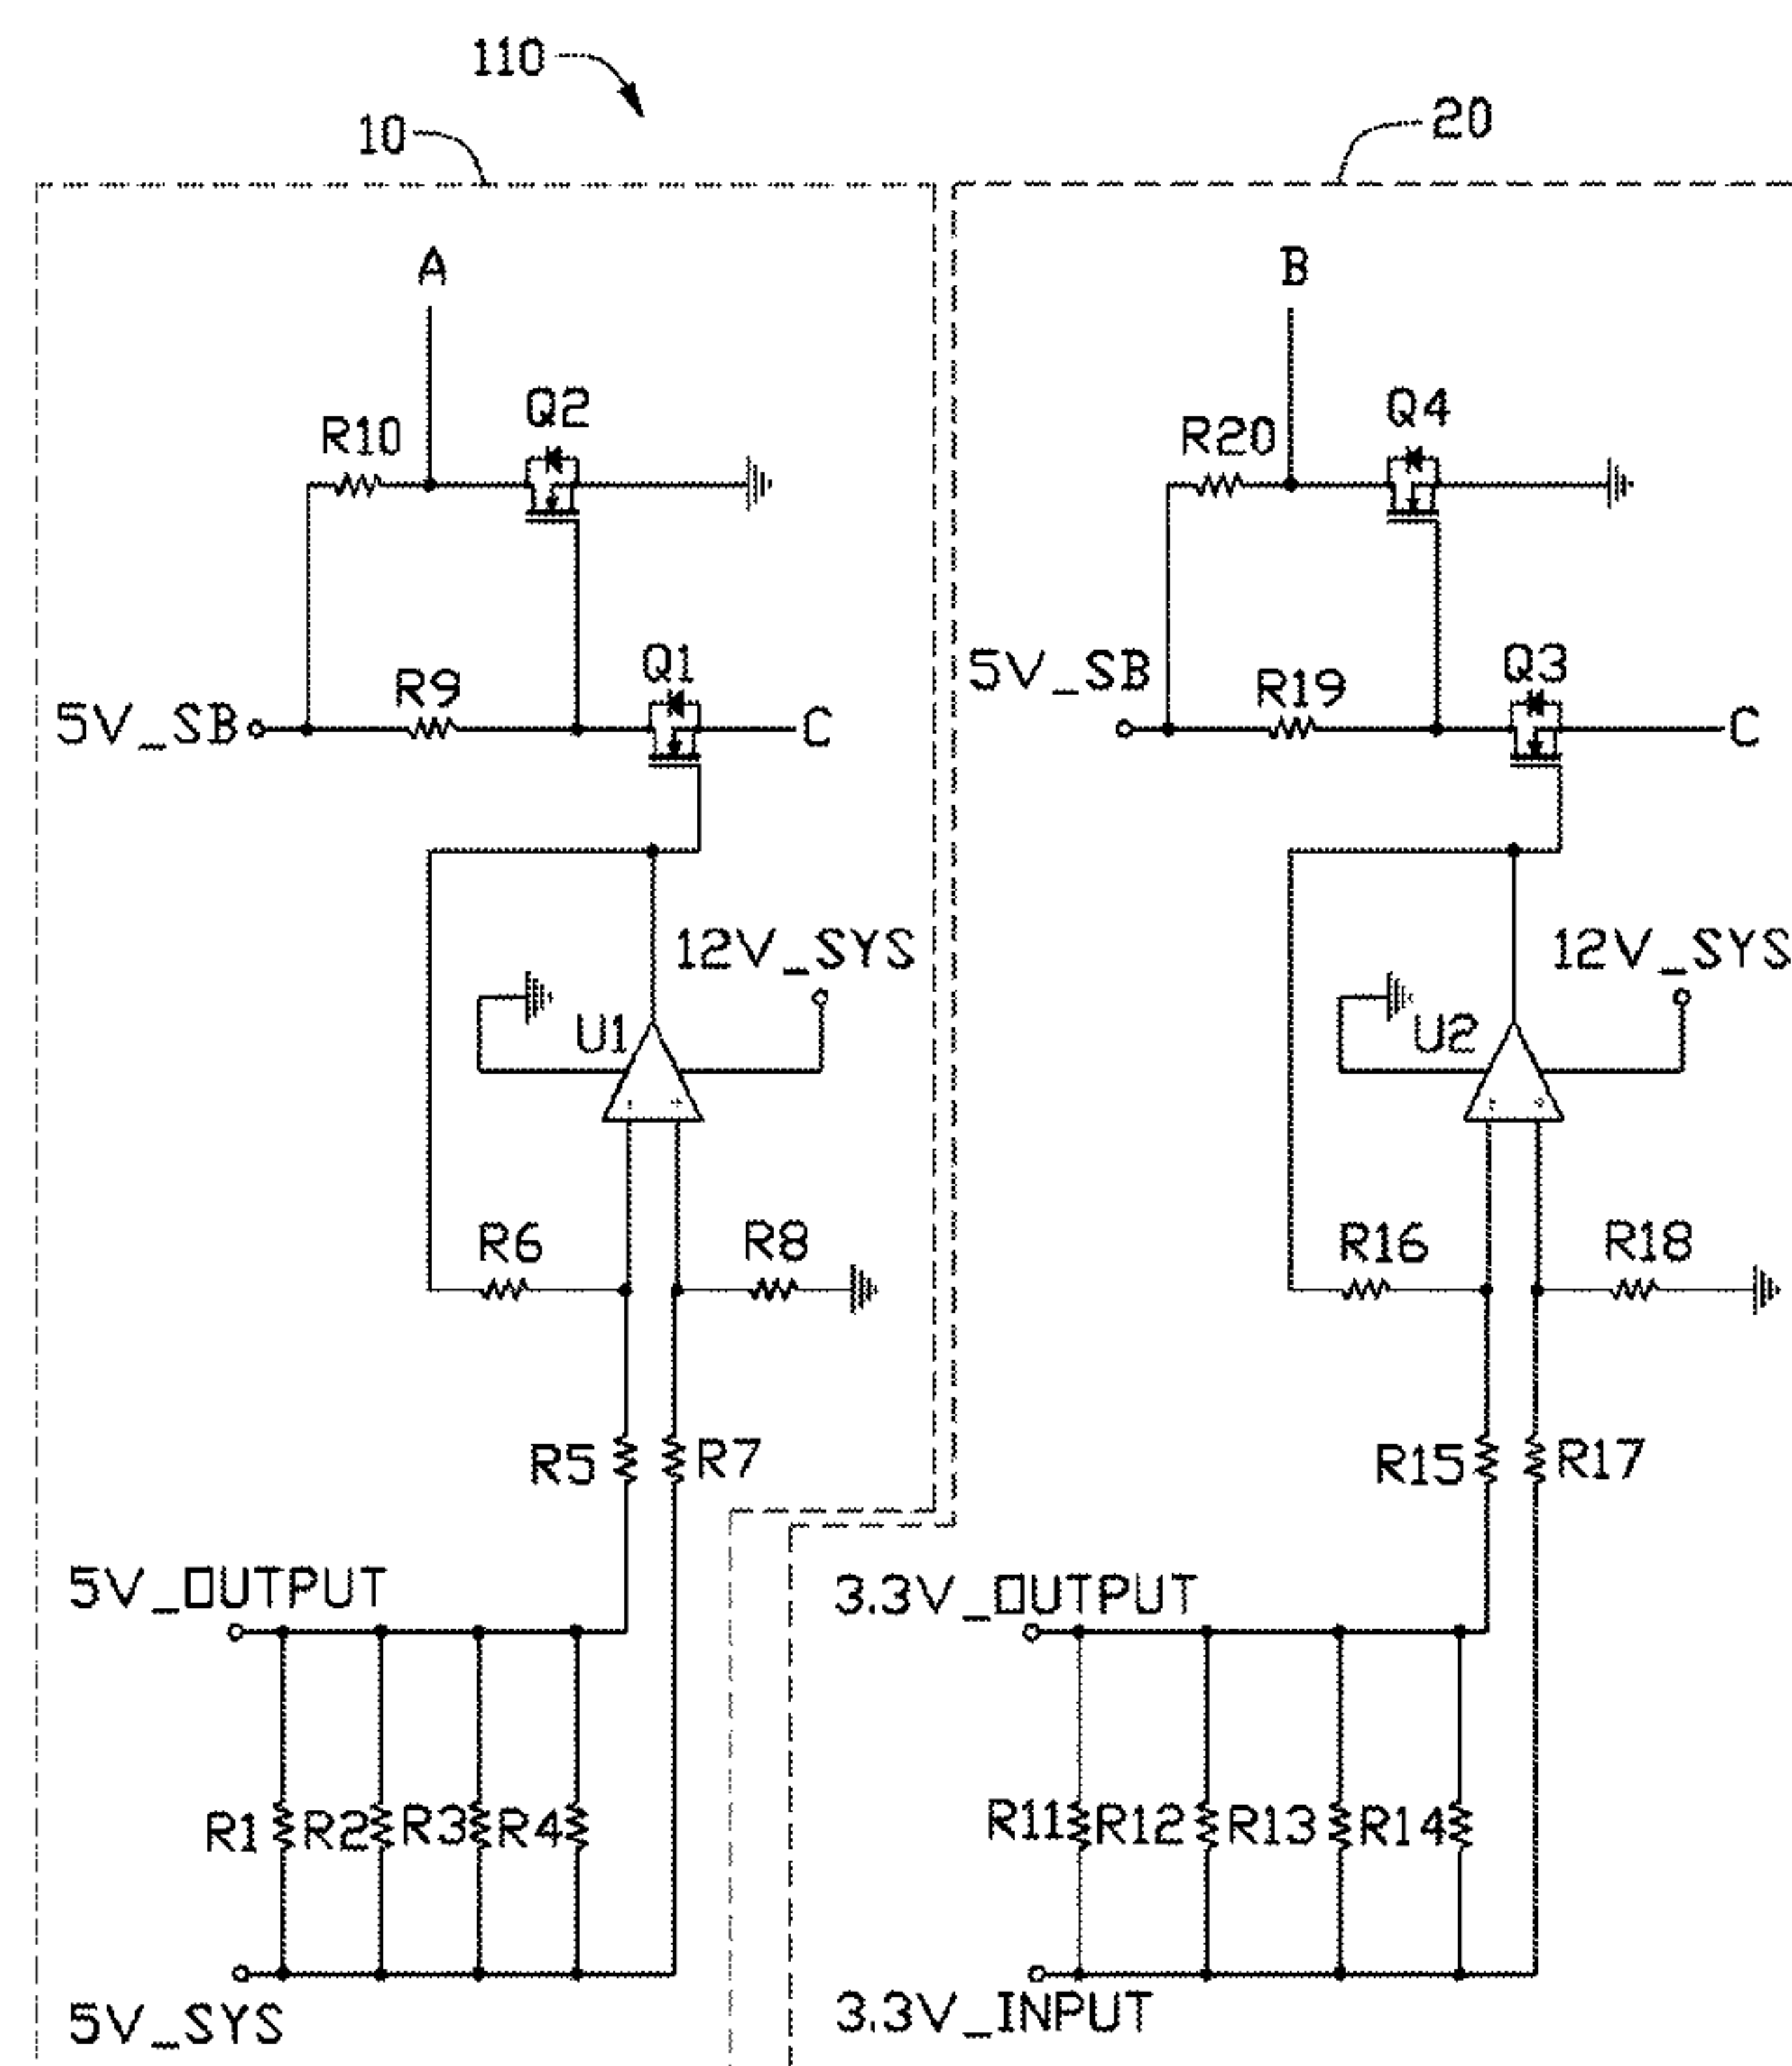 110
10
20
A
B
Q2
Q4
R10
R20
Q1
Q3
R9
R19
5V_SB
C
5V_SB
C
12V_SYS
12V_SYS
U1
U2
-
+
-
+
R6
R8
R16
R18
R5
R7
R15
R17
5V_OUTPUT
3.3V_OUTPUT
R1
R2
R3
R4
R11
R12
R13
R14
5V_SYS
3.3V_INPUT